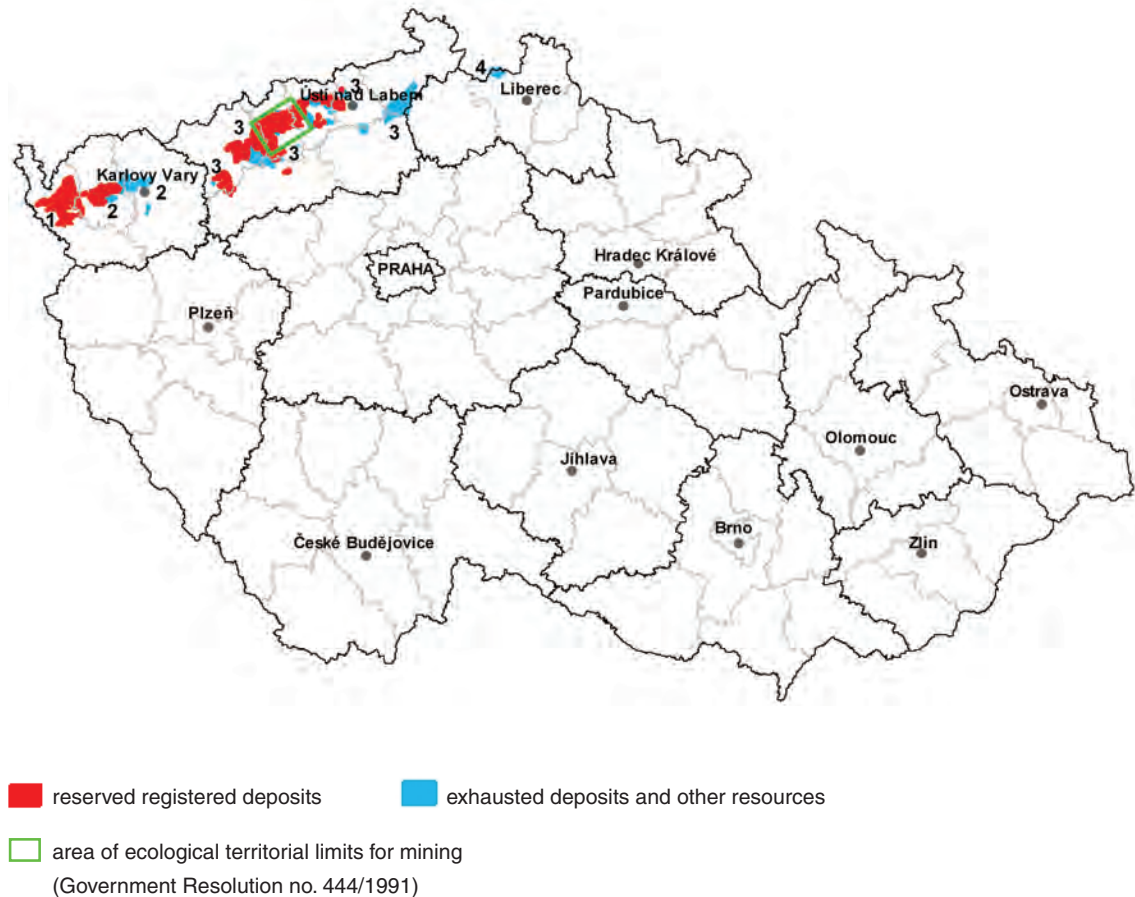 4
Liberec
3
Ústí nad Labem
3
3
3
3
Karlovy Vary
2
2
1
Hradec Králové
PRAHA
Pardubice
Plzeň
Ostrava
Olomouc
Jihlava
Brno
Zlin
České Budějovice
reserved registered deposits
exhausted deposits and other resources
area of ecological territorial limits for mining
(Government Resolution no. 444/1991)